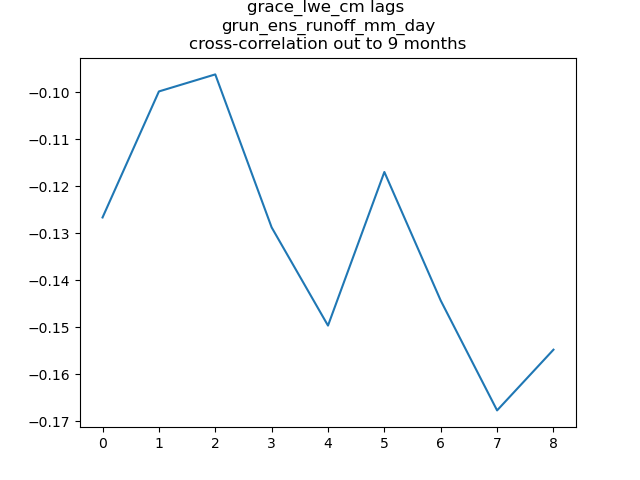 grace_lwe_cm lags
grun_ens_runoff_mm_day
cross-correlation out to 9 months
−0.10
−0.11
−0.12
−0.13
−0.14
−0.15
−0.16
−0.17
0 1 2 3 4 5 6 7 8